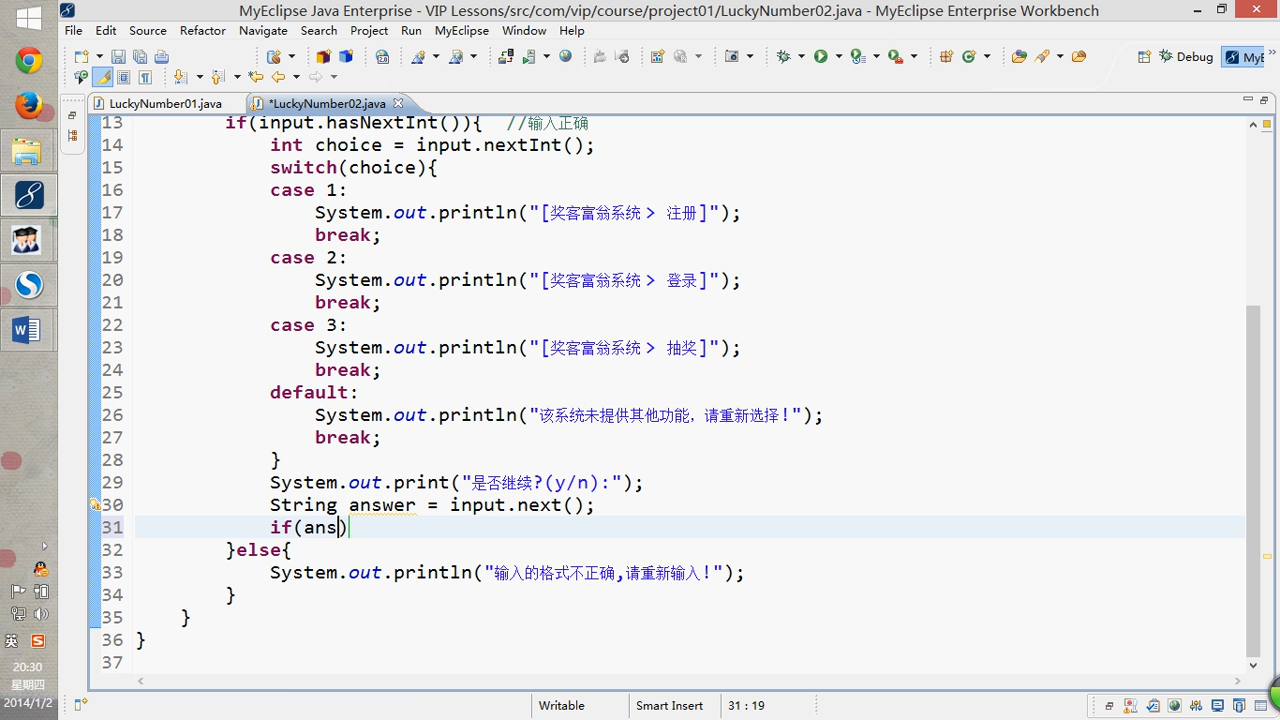 MyEclipse Java Enterprise - VIP Lessons/src/com/vip/course/project01/LuckyNumber02.java - MyEclipse Enterprise Workbench
File Edit Source Refactor Navigate Search Project Run MyEclipse Window Help
Debug MyE
LuckyNumber01.java *LuckyNumber02.java
13 if(input.hasNextInt()){ //输入正确
14 int choice = input.nextInt();
15 switch(choice){
16 case 1:
17 System.out.println("[奖客富翁系统 > 注册]");
18 break;
19 case 2:
20 System.out.println("[奖客富翁系统 > 登录]");
21 break;
22 case 3:
23 System.out.println("[奖客富翁系统 > 抽奖]");
24 break;
25 default:
26 System.out.println("该系统未提供其他功能，请重新选择!");
27 break;
28 }
29 System.out.print("是否继续?(y/n):");
30 String answer = input.next();
31 if(ans)
32 }else{
33 System.out.println("输入的格式不正确,请重新输入!");
34 }
35 }
36 }
37
英
20:30
星期四
2014/1/2
Writable Smart Insert 31 : 19